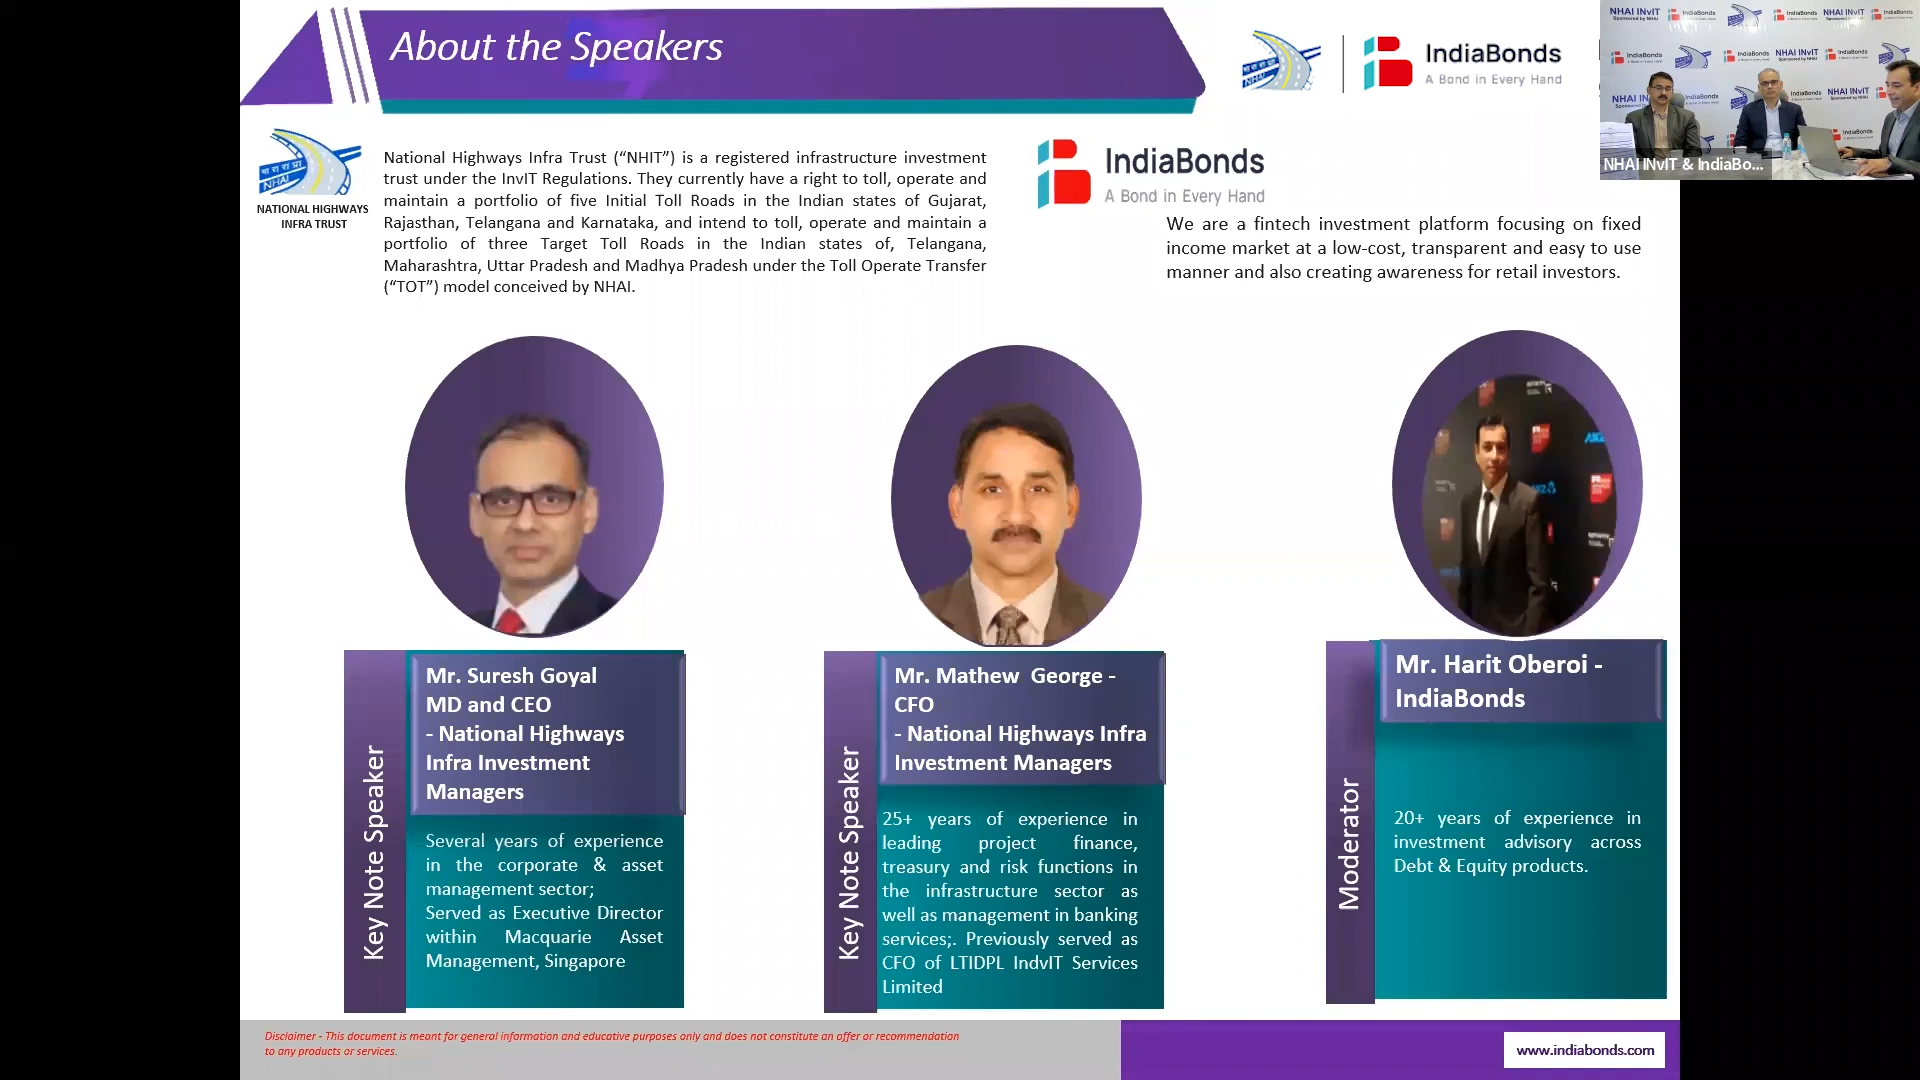 About the Speakers
IndiaBonds
A Bond in Every Hand
NATIONAL HIGHWAYS
INFRA TRUST
National Highways Infra Trust (“NHIT”) is a registered infrastructure investment
trust under the InvIT Regulations. They currently have a right to toll, operate and
maintain a portfolio of five Initial Toll Roads in the Indian states of Gujarat,
Rajasthan, Telangana and Karnataka, and intend to toll, operate and maintain a
portfolio of three Target Toll Roads in the Indian states of, Telangana,
Maharashtra, Uttar Pradesh and Madhya Pradesh under the Toll Operate Transfer
(“TOT”) model conceived by NHAI.
IndiaBonds
A Bond in Every Hand
We are a fintech investment platform focusing on fixed
income market at a low-cost, transparent and easy to use
manner and also creating awareness for retail investors.
NHAI INvIT & IndiaBo...
Key Note Speaker
Mr. Suresh Goyal
MD and CEO
- National Highways
Infra Investment
Managers
Several years of experience
in the corporate & asset
management sector;
Served as Executive Director
within Macquarie Asset
Management, Singapore
Key Note Speaker
Mr. Mathew George -
CFO
- National Highways Infra
Investment Managers
25+ years of experience in
leading project finance,
treasury and risk functions in
the infrastructure sector as
well as management in banking
services;. Previously served as
CFO of LTIDPL IndvIT Services
Limited
Moderator
Mr. Harit Oberoi -
IndiaBonds
20+ years of experience in
investment advisory across
Debt & Equity products.
Disclaimer - This document is meant for general information and educative purposes only and does not constitute an offer or recommendation
to any products or services.
www.indiabonds.com